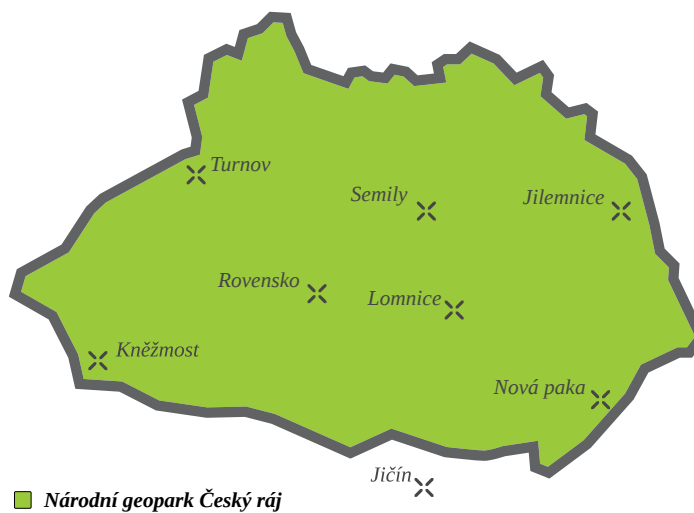 Turnov
Semily
Jilemnice
Rovensko
Lomnice
Kněžmost
Nová paka
Jičín
Národní geopark Český ráj